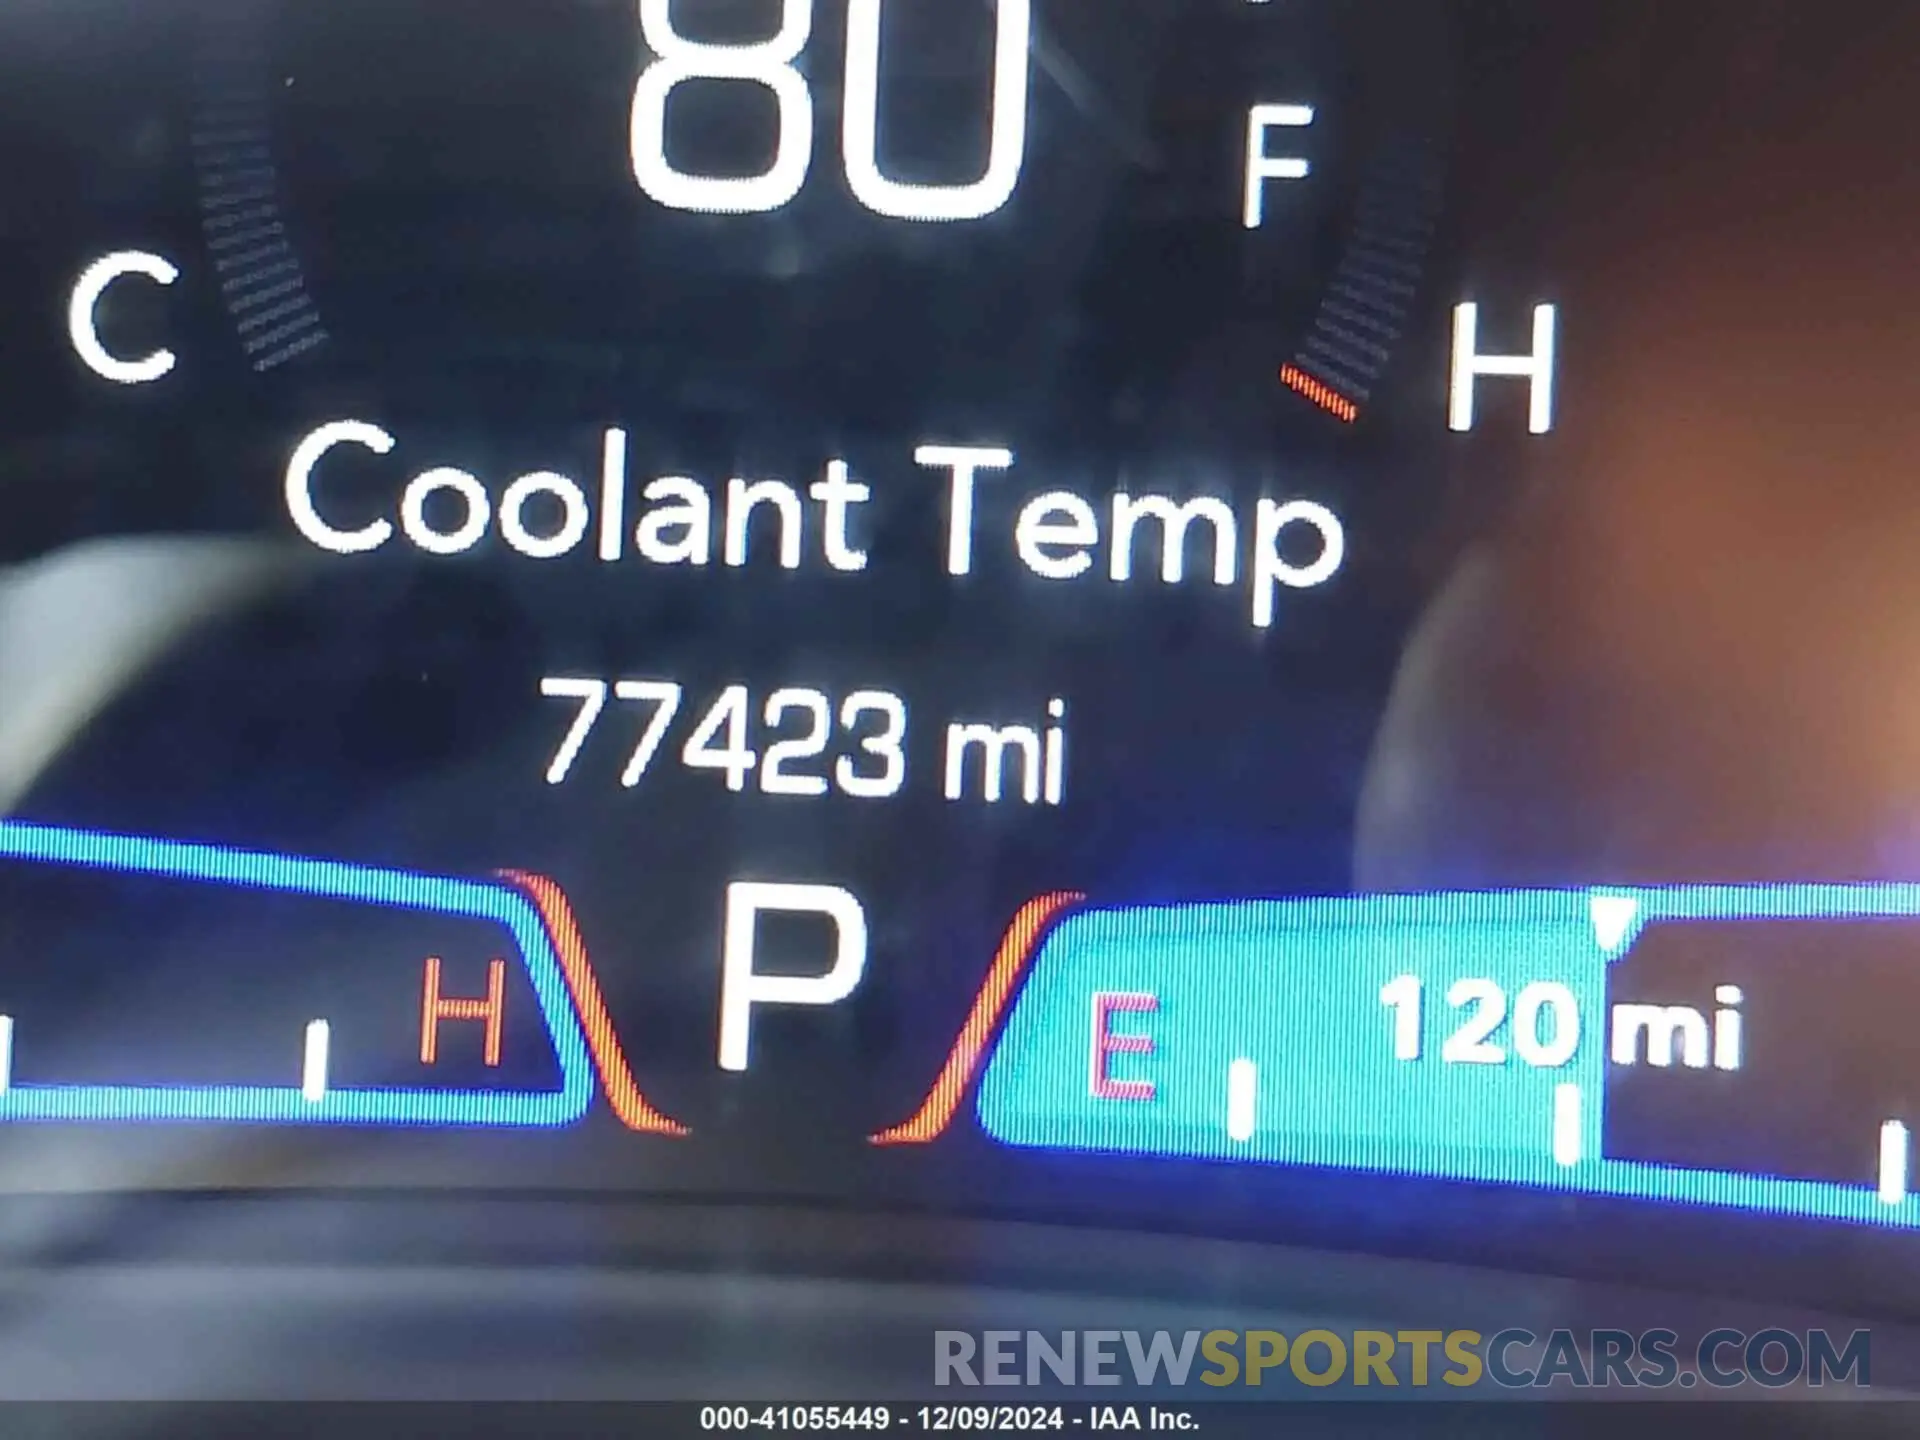 80
F
C
H
Coolant Temp
77423 mi
H
P
E
120 mi
RENEWSPORTSCARS.COM
000-41055449 - 12/09/2024 - IAA Inc.